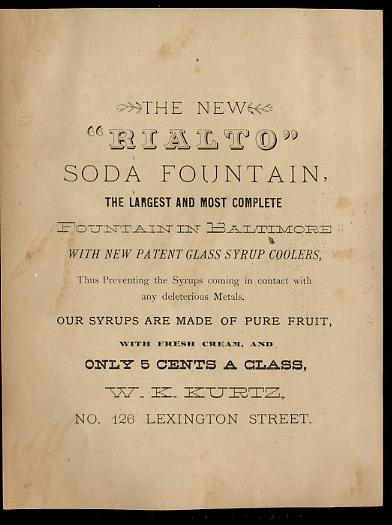 THE NEW
"RIALTO"
SODA FOUNTAIN,
THE LARGEST AND MOST COMPLETE
FOUNTAIN IN BALTIMORE
WITH NEW PATENT GLASS SYRUP COOLERS,
Thus Preventing the Syrups coming in contact with
any deleterious Metals.
OUR SYRUPS ARE MADE OF PURE FRUIT,
WITH FRESH CREAM, AND
ONLY 5 CENTS A GLASS,
W. K. KURTZ,
NO. 126 LEXINGTON STREET.